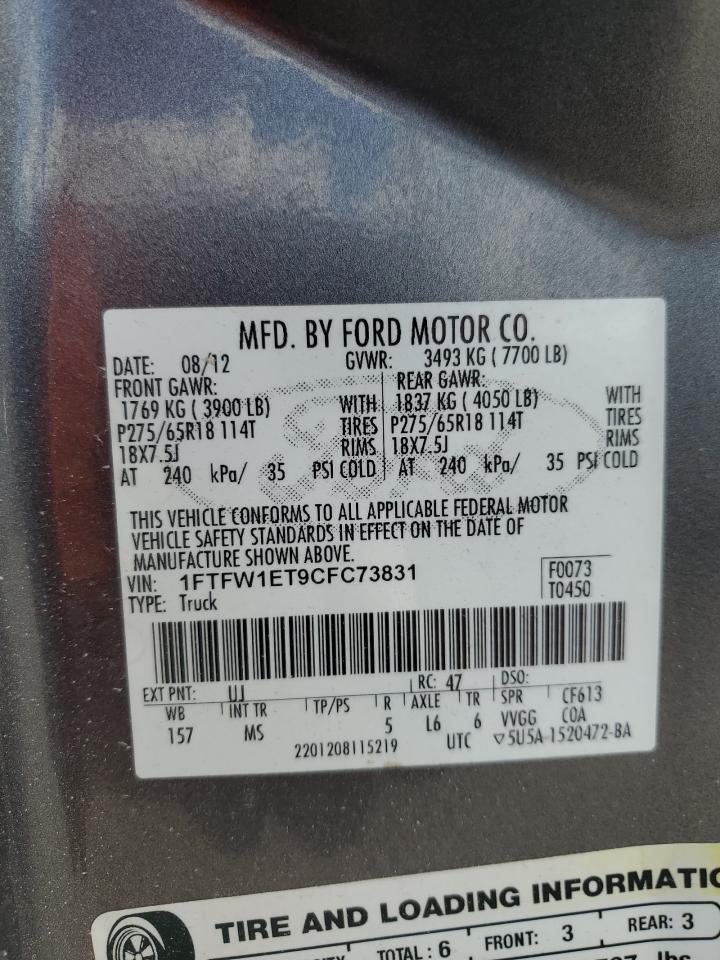 MFD. BY FORD MOTOR CO.
DATE: 08/12 GVWR: 3493 KG ( 7700 LB)
FRONT GAWR: REAR GAWR:
1769 KG ( 3900 LB) WITH 1837 KG ( 4050 LB) WITH
P275/65R18 114T TIRES P275/65R18 114T TIRES
18X7.5J RIMS 18X7.5J RIMS
AT 240 kPa/ 35 PSI COLD AT 240 kPa/ 35 PSI COLD
THIS VEHICLE CONFORMS TO ALL APPLICABLE FEDERAL MOTOR
VEHICLE SAFETY STANDARDS IN EFFECT ON THE DATE OF
MANUFACTURE SHOWN ABOVE.
VIN: 1FTFW1ET9CFC73831 F0073
TYPE: Truck T0450
EXT PNT: UJ RC: 47 DSO:
WB INT TR TP/PS R AXLE TR SPR CF613
157 MS 5 L6 6 VVGG COA
2201208115219 UTC ▽5U5A-1520472-BA
TIRE AND LOADING INFORMATIO
TOTAL : 6 FRONT: 3 REAR: 3
lbs